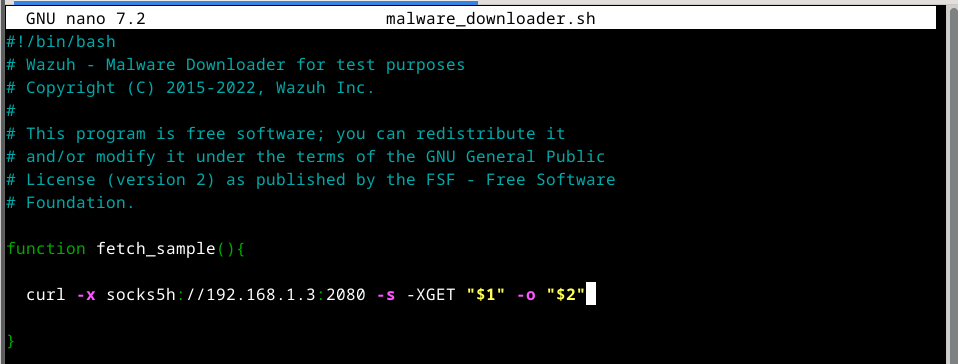 GNU nano 7.2 malware_downloader.sh
#!/bin/bash
# Wazuh - Malware Downloader for test purposes
# Copyright (C) 2015-2022, Wazuh Inc.
#
# This program is free software; you can redistribute it
# and/or modify it under the terms of the GNU General Public
# License (version 2) as published by the FSF - Free Software
# Foundation.
function fetch_sample(){
curl -x socks5h://192.168.1.3:2080 -s -XGET "$1" -o "$2"
}